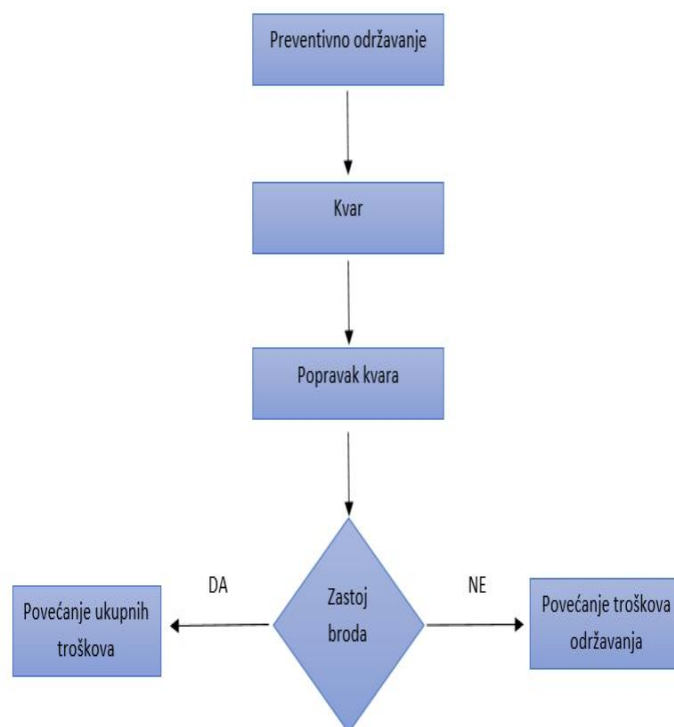 Preventivno održavanje
Kvar
Popravak kvara
DA
Zastoj
broda
NE
Povećanje ukupnih
troškova
Povećanje troškova
održavanja